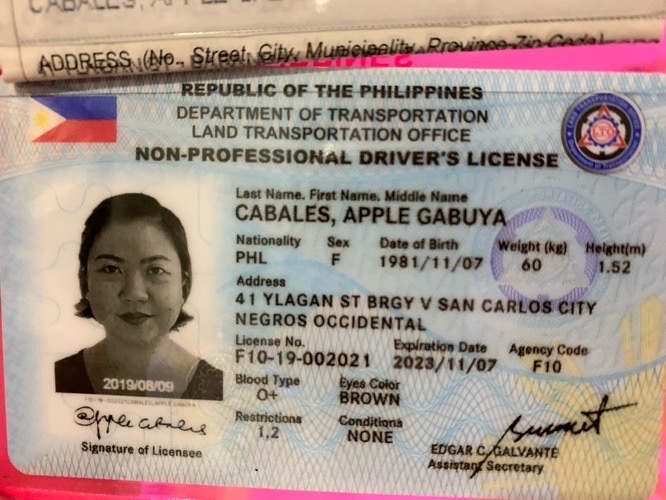 CABALES, APPLE
ADDRESS (No., Street, City, Municipality, Province Zip Code)
REPUBLIC OF THE PHILIPPINES
DEPARTMENT OF TRANSPORTATION
LAND TRANSPORTATION OFFICE
NON-PROFESSIONAL DRIVER'S LICENSE
Last Name. First Name. Middle Name
CABALES, APPLE GABUYA
Nationality Sex Date of Birth Weight (kg) Height(m)
PHL F 1981/11/07 60 1.52
Address
41 YLAGAN ST BRGY V SAN CARLOS CITY
NEGROS OCCIDENTAL
License No. Expiration Date Agency Code
F10-19-002021 2023/11/07 F10
Blood Type Eyes Color
O+ BROWN
Restrictions Conditions
1,2 NONE
2019/08/09
Apple Cabales
Signature of Licensee
EDGAR C. GALVANTE
Assistant Secretary
LTO